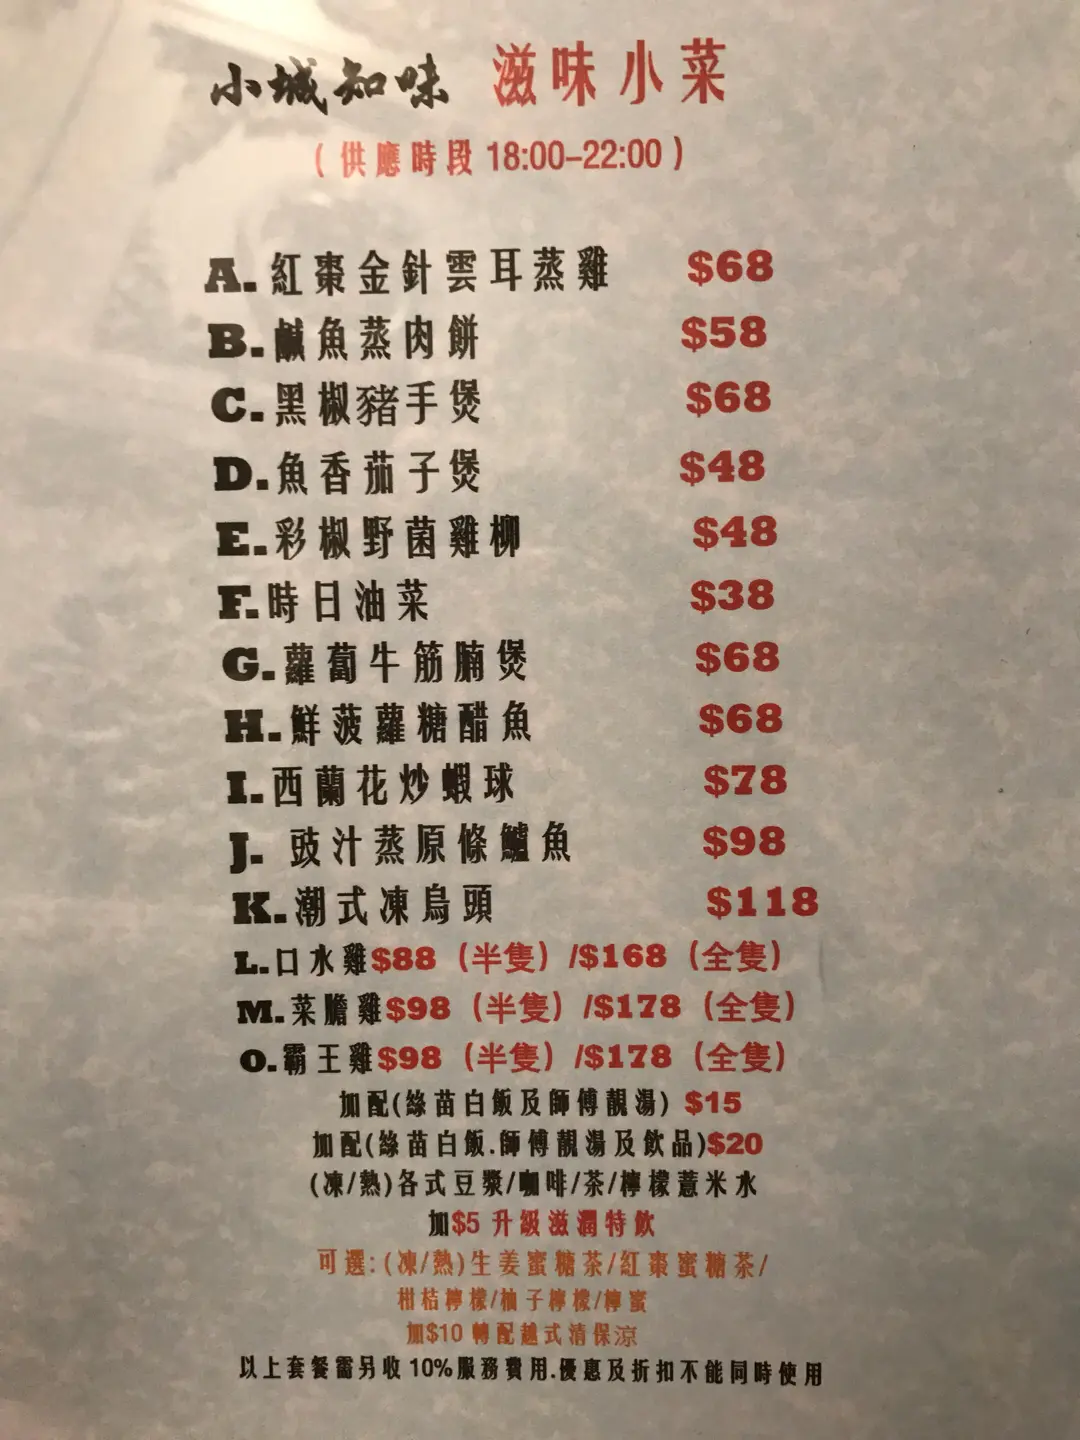 小城知味 滋味小菜
(供應時段 18:00-22:00)
A.紅棗金針雲耳蒸雞 $68
B.鹹魚蒸肉餅 $58
C.黑椒豬手煲 $68
D.魚香茄子煲 $48
E.彩椒野菌雞柳 $48
F.時日油菜 $38
G.蘿蔔牛筋腩煲 $68
H.鮮菠蘿糖醋魚 $68
I.西蘭花炒蝦球 $78
J. 豉汁蒸原條鱸魚 $98
K.潮式凍烏頭 $118
L.口水雞$88（半隻）/$168（全隻）
M.菜膽雞$98（半隻）/$178（全隻）
O.霸王雞$98（半隻）/$178（全隻）
加配(絲苗白飯及師傅靚湯) $15
加配(絲苗白飯.師傅靚湯及飲品)$20
(凍/熱)各式豆漿/咖啡/茶/檸檬薏米水
加$5 升級滋潤特飲
可選:(凍/熱)生姜蜜糖茶/紅棗蜜糖茶/
柑桔檸檬/柚子檸檬/檸蜜
加$10 轉配越式清保涼
以上套餐需另收10%服務費用.優惠及折扣不能同時使用